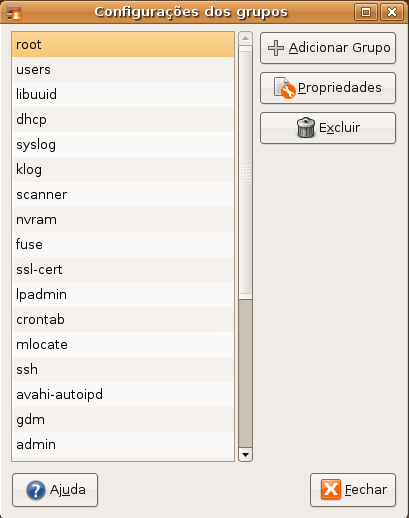 Configurações dos grupos
root
users
libuuid
dhcp
syslog
klog
scanner
nvram
fuse
ssl-cert
lpadmin
crontab
mlocate
ssh
avahi-autoipd
gdm
admin
Adicionar Grupo
Propriedades
Excluir
Ajuda
Fechar